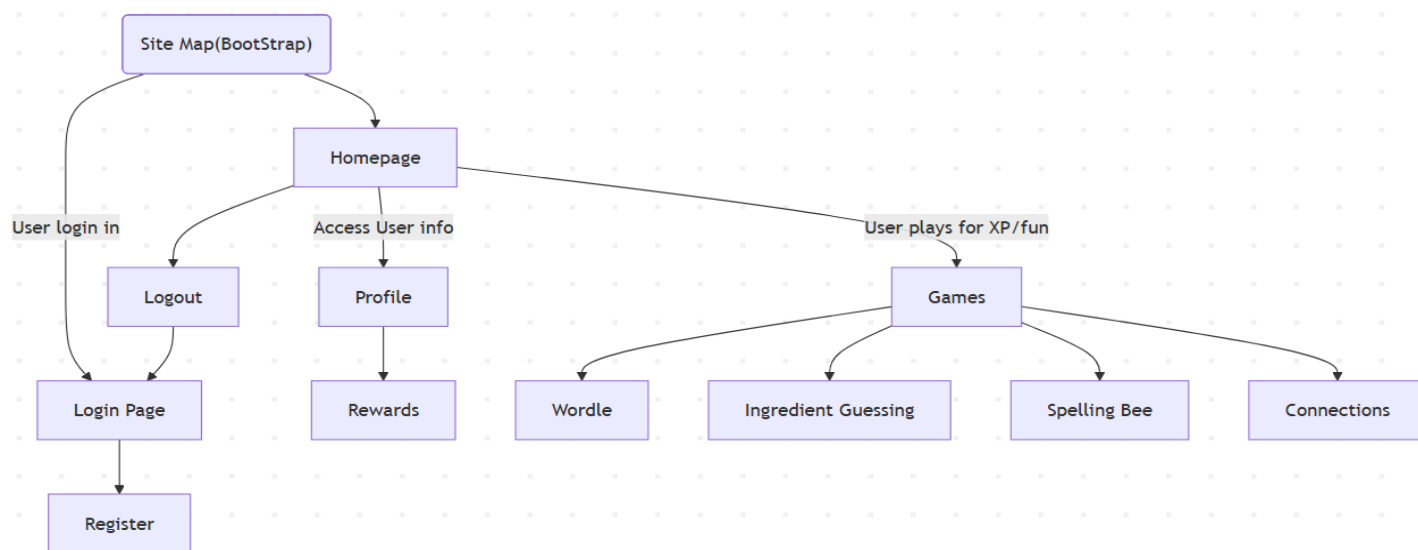 Site Map(BootStrap)
Homepage
User login in
Access User info
User plays for XP/fun
Logout
Profile
Games
Login Page
Rewards
Wordle
Ingredient Guessing
Spelling Bee
Connections
Register